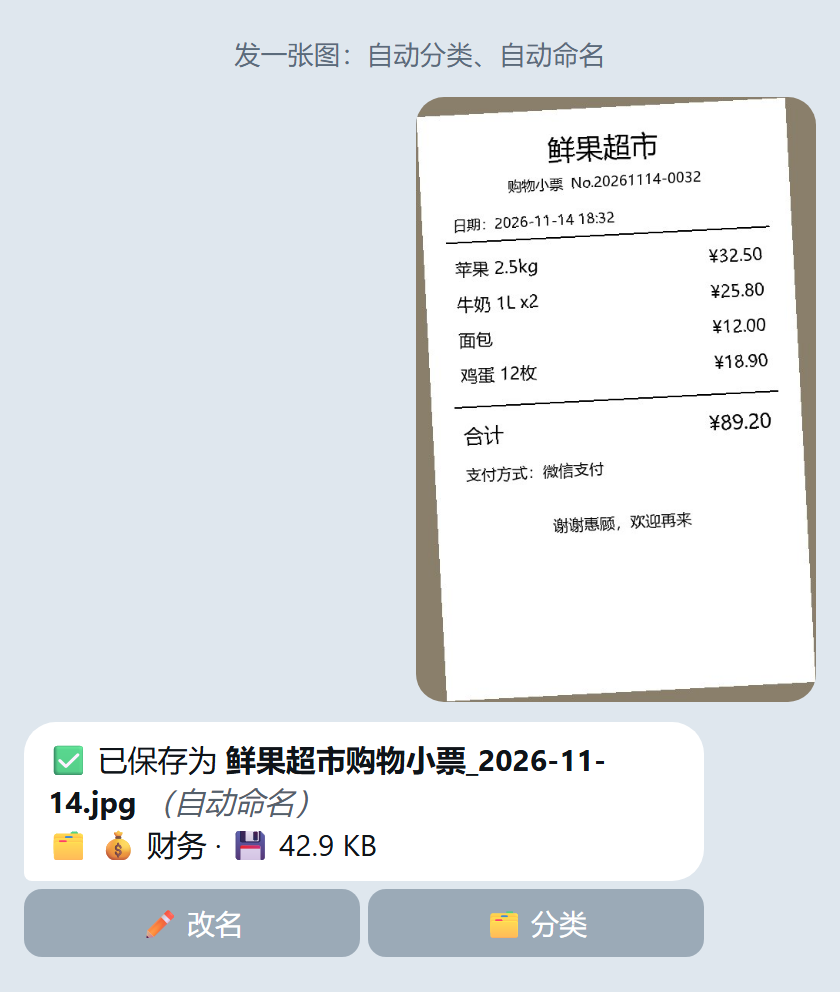 发一张图：自动分类、自动命名
鲜果超市
购物小票 No.20261114-0032
日期：2026-11-14 18:32
苹果 2.5kg ¥32.50
牛奶 1L x2 ¥25.80
面包 ¥12.00
鸡蛋 12枚 ¥18.90
合计 ¥89.20
支付方式：微信支付
谢谢惠顾，欢迎再来
✅ 已保存为 鲜果超市购物小票_2026-11-
14.jpg （自动命名）
🗂️ 💰 财务 · 💾 42.9 KB
✏️ 改名
🗂️ 分类